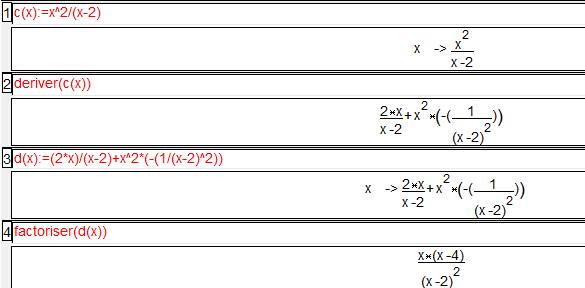 1 c(x):=x^2/(x-2)
x -> x^2/(x-2)
2 deriver(c(x))
2*x/(x-2)+x^2*(-(1/(x-2)^2))
3 d(x):=(2*x)/(x-2)+x^2*(-(1/(x-2)^2))
x -> 2*x/(x-2)+x^2*(-(1/(x-2)^2))
4 factoriser(d(x))
x*(x-4)/(x-2)^2